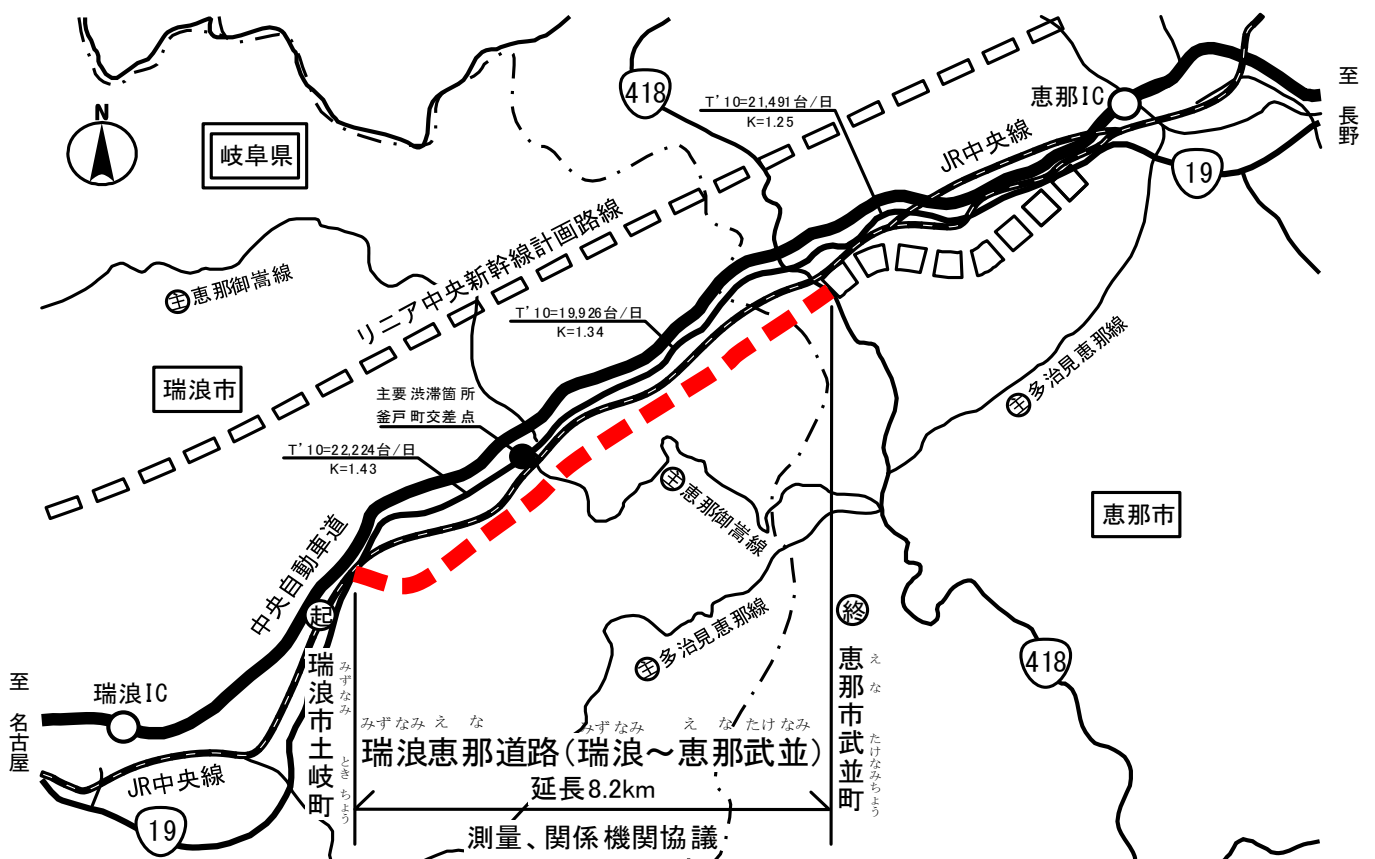 N
岐阜県
418
T'10=21,491台/日
K=1.25
恵那IC
至 長野
JR中央線
19
リニア中央新幹線計画路線
主恵那御嵩線
T'10=19,926台/日
K=1.34
瑞浪市
主要渋滞箇所
釜戸町交差点
T'10=22,224台/日
K=1.43
主多治見恵那線
主恵那御嵩線
恵那市
中央自動車道
起
瑞浪市土岐町
みずなみ
とき ちょう
終
恵那市武並町
えな
たけなみちょう
主多治見恵那線
418
至 名古屋
瑞浪IC
JR中央線
19
みずなみ え な みずなみ え な たけなみ
瑞浪恵那道路(瑞浪~恵那武並)
延長8.2km
測量、関係機関協議